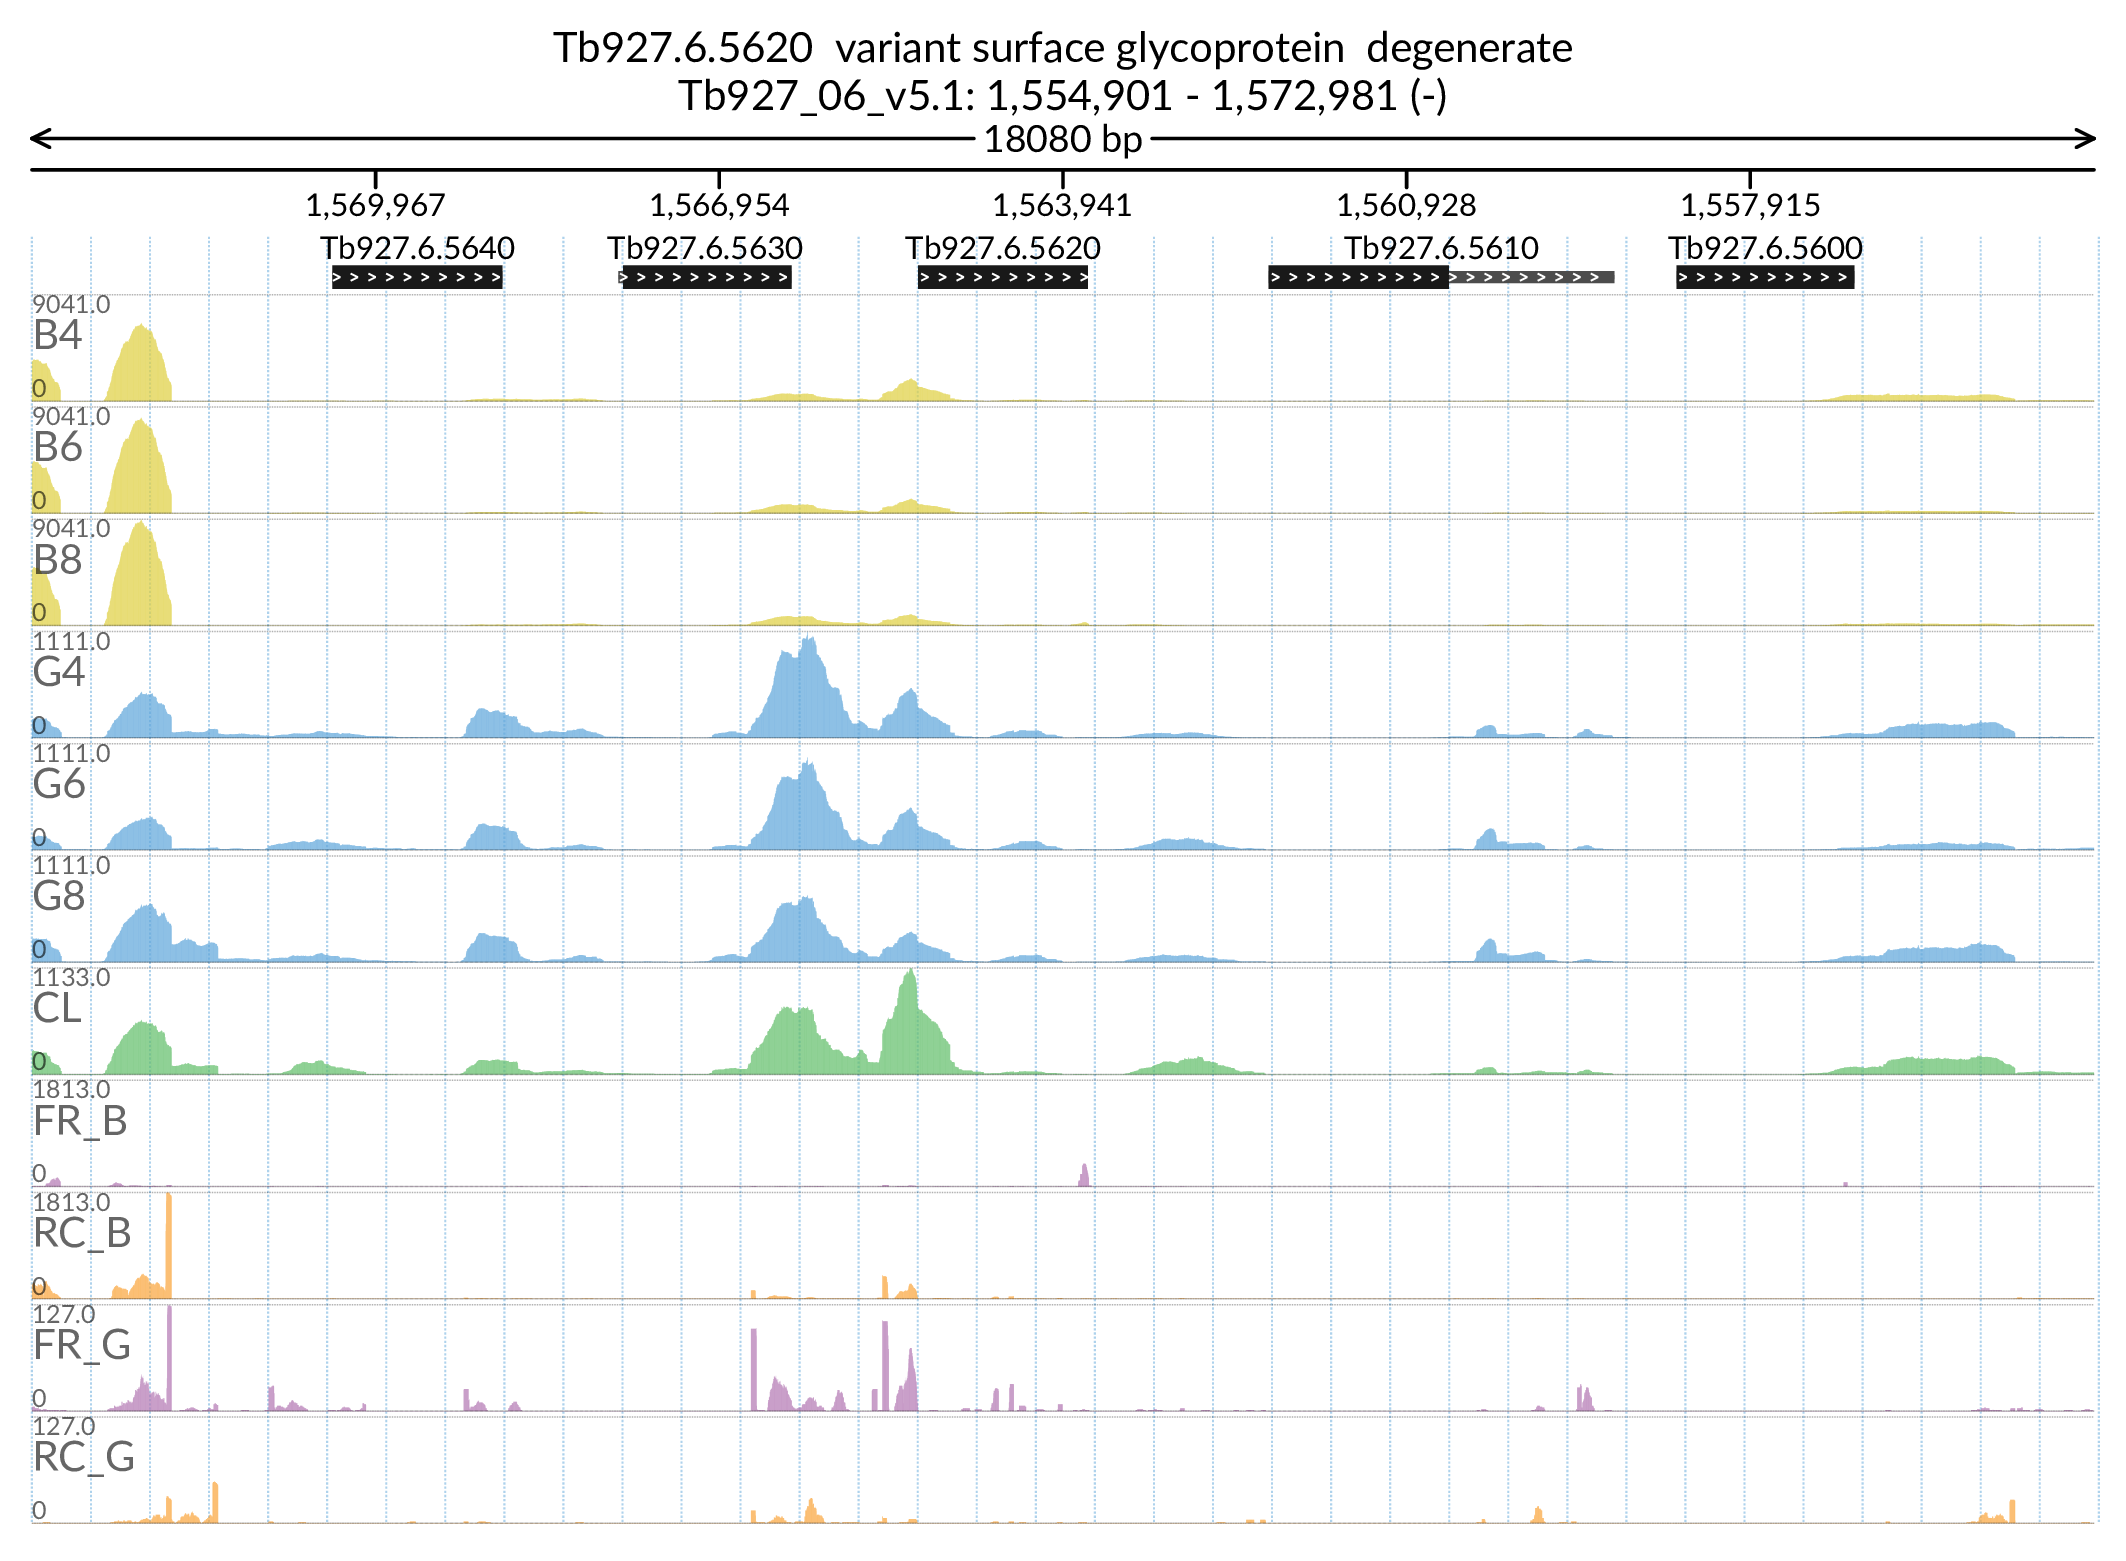 Tb927.6.5620  variant surface glycoprotein  degenerate
Tb927_06_v5.1: 1,554,901 - 1,572,981 (-)
18080 bp
1,569,967 1,566,954 1,563,941 1,560,928 1,557,915
Tb927.6.5640 Tb927.6.5630 Tb927.6.5620 Tb927.6.5610 Tb927.6.5600
9041.0
B4
0
9041.0
B6
0
9041.0
B8
0
1111.0
G4
0
1111.0
G6
0
1111.0
G8
0
1133.0
CL
0
1813.0
FR_B
0
1813.0
RC_B
0
127.0
FR_G
0
127.0
RC_G
0